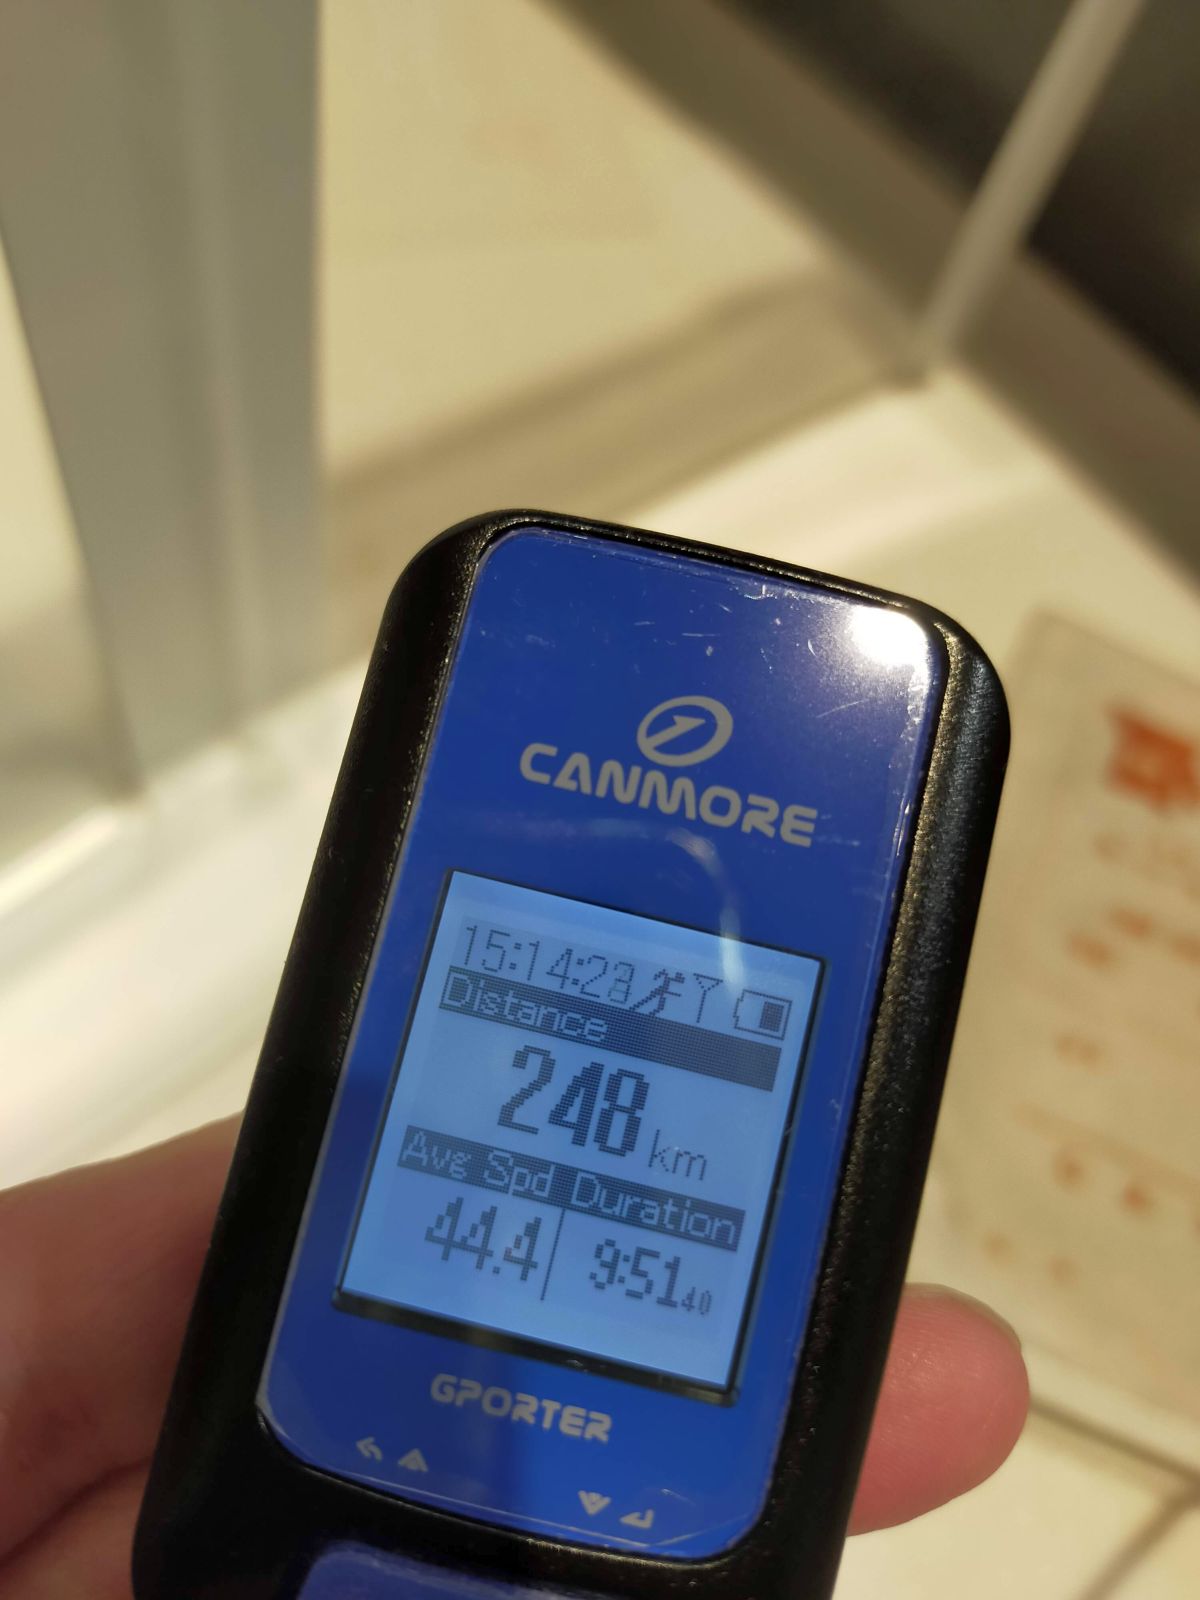 CANMORE
15:14:28
Distance
248 km
Avg Spd Duration
44.4 9:51 40
GPORTER